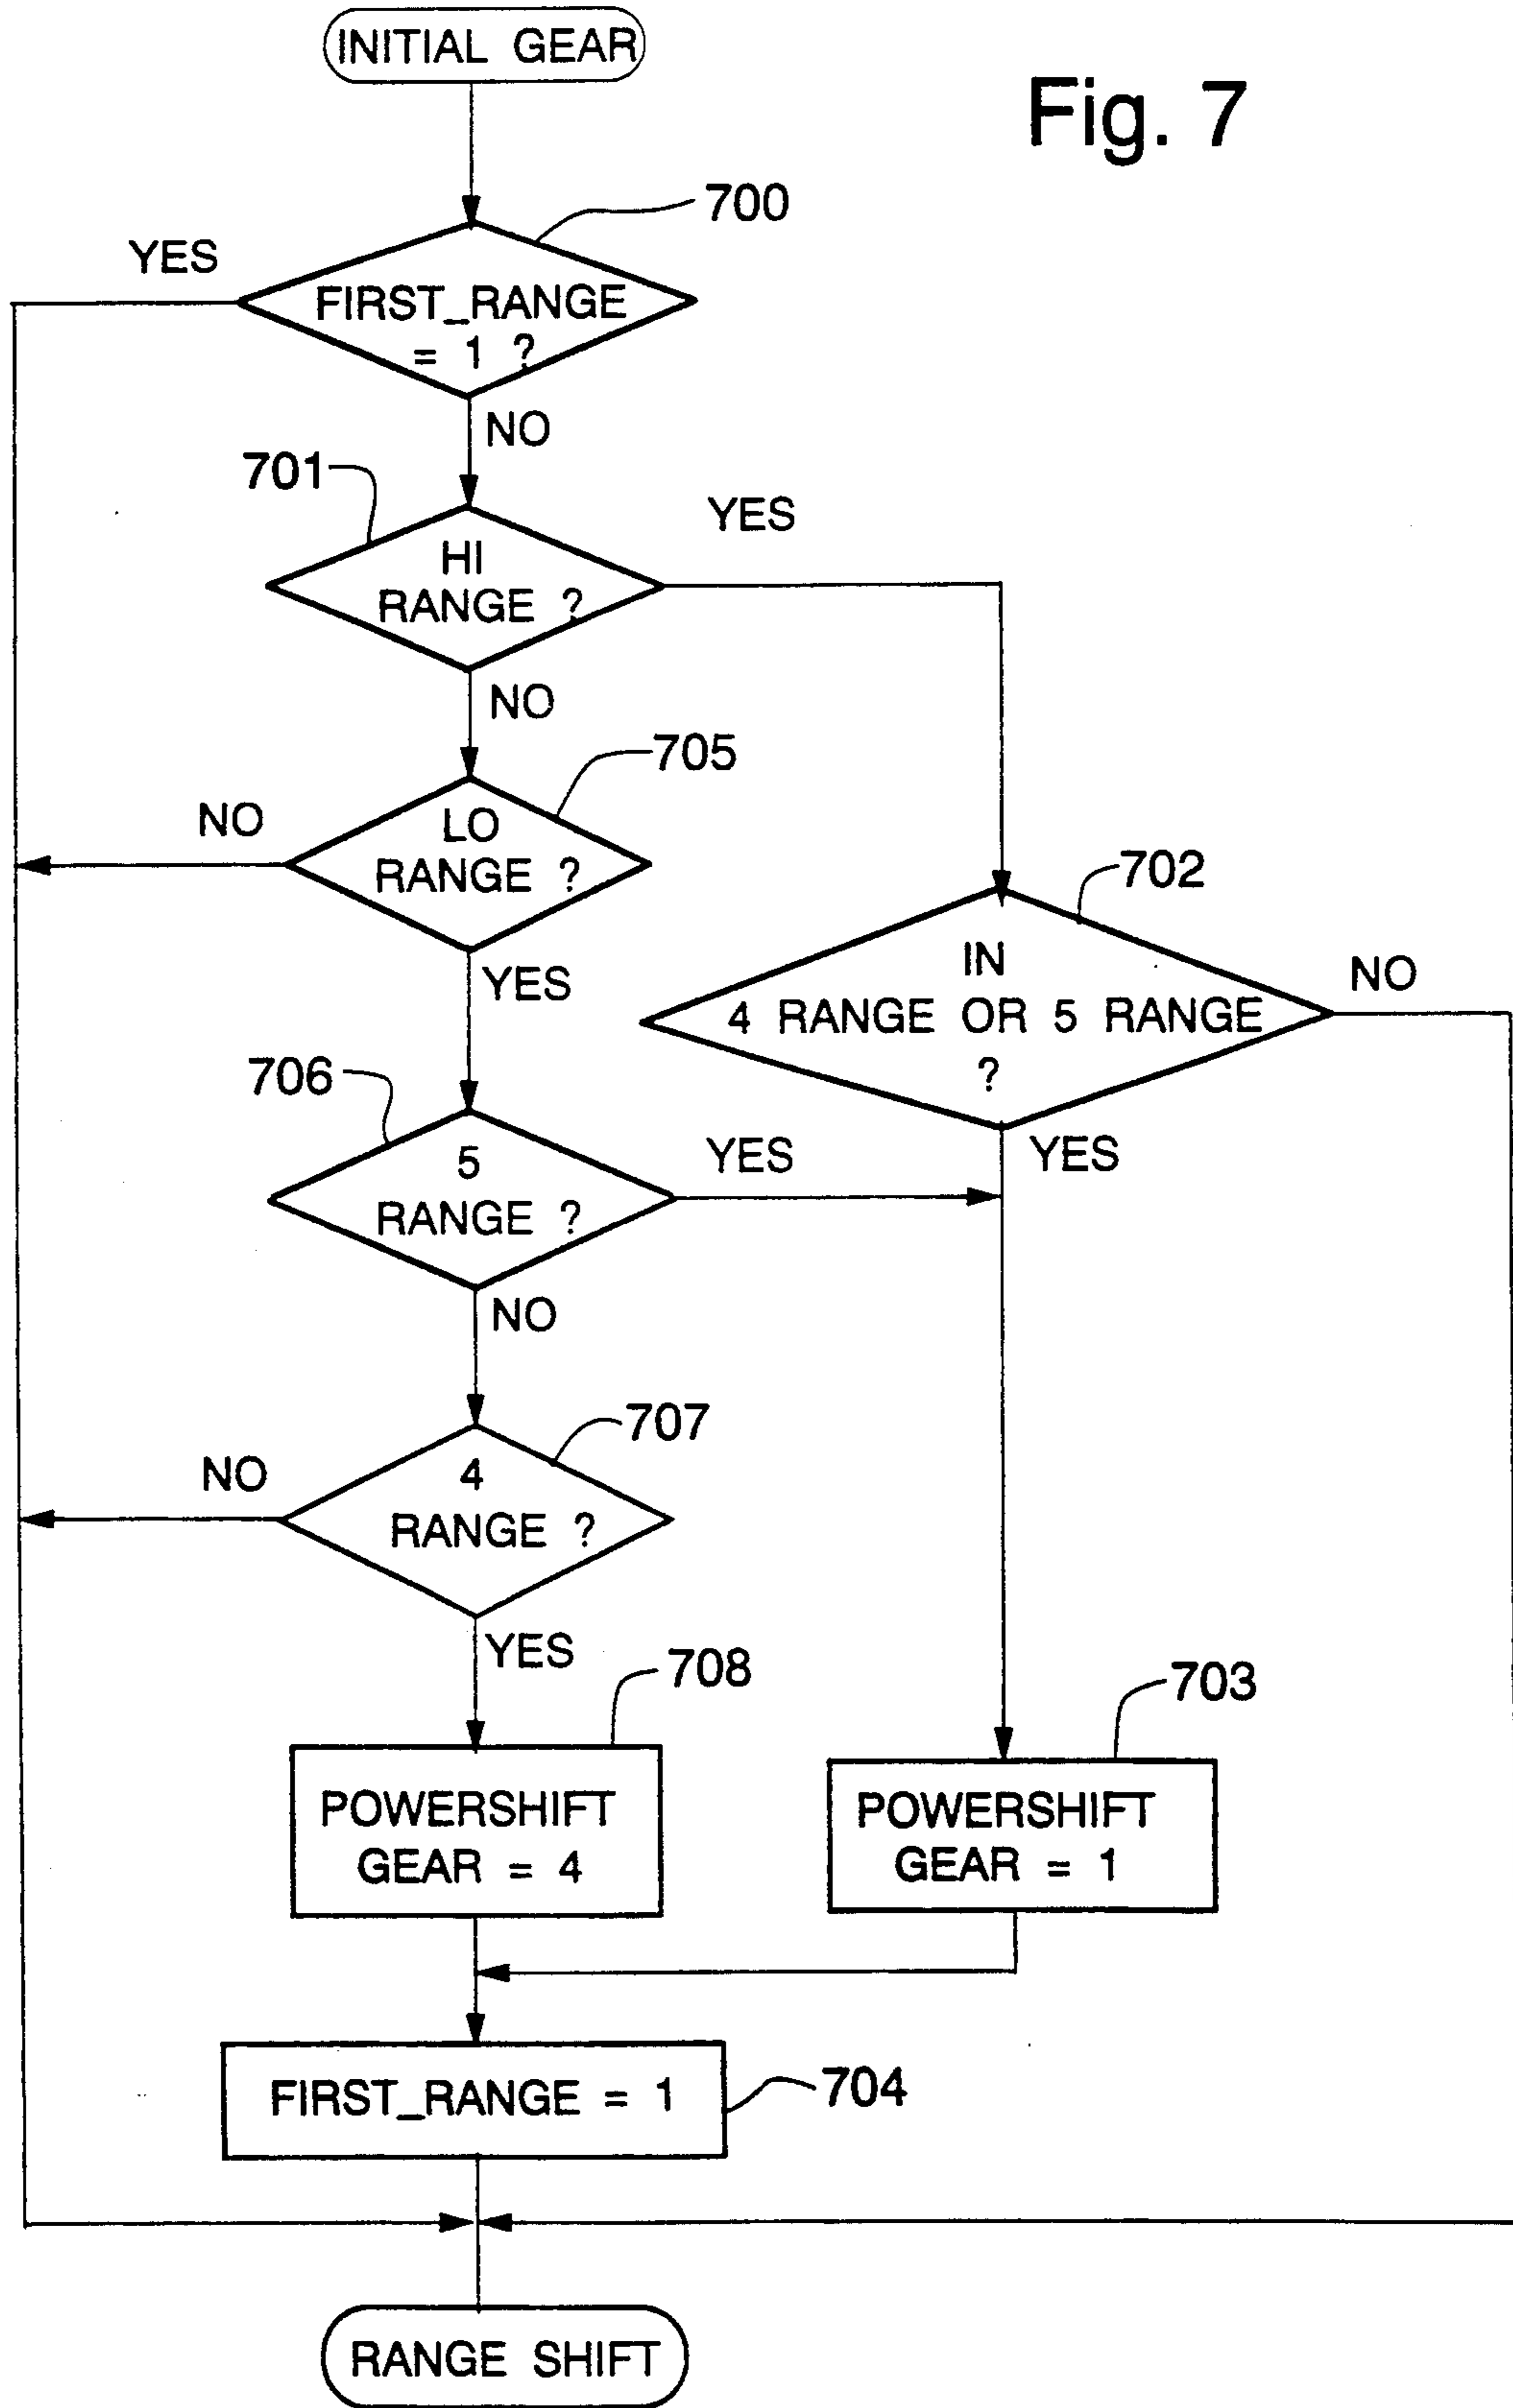 INITIAL GEAR
Fig. 7
700
YES
FIRST_RANGE
= 1 ?
NO
701
YES
HI
RANGE ?
NO
705
NO
LO
RANGE ?
702
YES
IN
4 RANGE OR 5 RANGE
?
NO
706
YES
5
RANGE ?
YES
NO
707
NO
4
RANGE ?
YES
708
703
POWERSHIFT
GEAR = 4
POWERSHIFT
GEAR = 1
FIRST_RANGE = 1
704
RANGE SHIFT